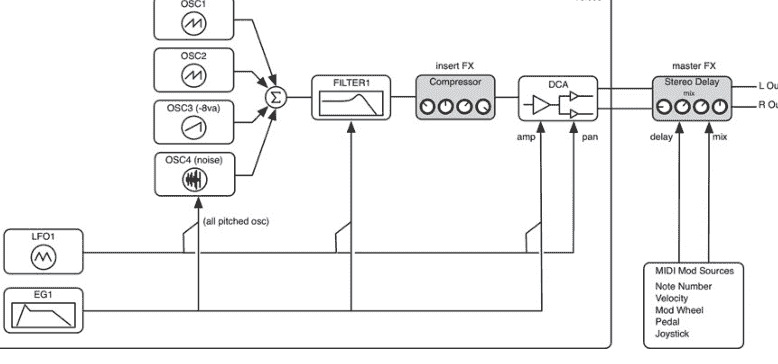 OSC1
OSC2
OSC3 (-8va)
OSC4 (noise)
Σ
FILTER1
insert FX
Compressor
DCA
amp
pan
master FX
Stereo Delay
mix
L Ou
R Ou
delay
mix
(all pitched osc)
LFO1
EG1
MIDI Mod Sources
Note Number
Velocity
Mod Wheel
Pedal
Joystick